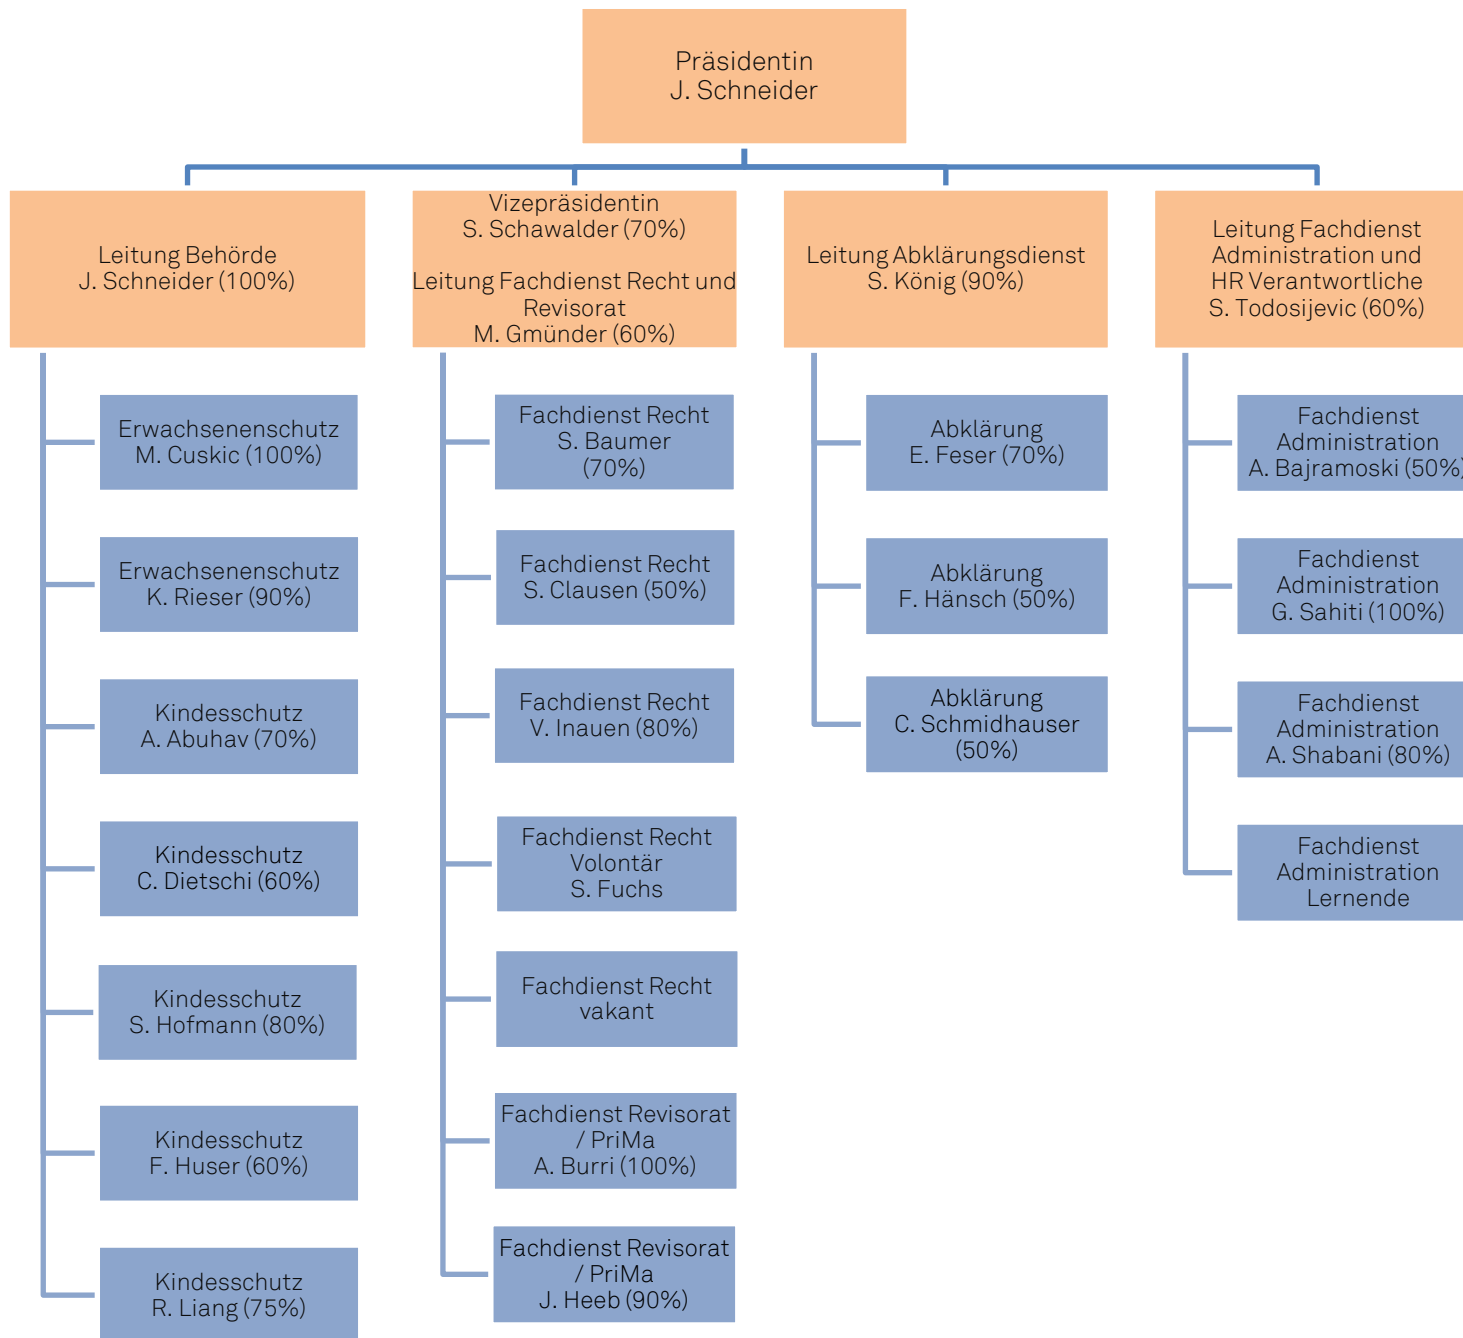 Präsidentin
J. Schneider
Leitung Behörde
J. Schneider (100%)
Erwachsenenschutz
M. Cuskic (100%)
Erwachsenenschutz
K. Rieser (90%)
Kindesschutz
A. Abuhav (70%)
Kindesschutz
C. Dietschi (60%)
Kindesschutz
S. Hofmann (80%)
Kindesschutz
F. Huser (60%)
Kindesschutz
R. Liang (75%)
Vizepräsidentin
S. Schawalder (70%)
Leitung Fachdienst Recht und
Revisorat
M. Gmünder (60%)
Fachdienst Recht
S. Baumer
(70%)
Fachdienst Recht
S. Clausen (50%)
Fachdienst Recht
V. Inauen (80%)
Fachdienst Recht
Volontär
S. Fuchs
Fachdienst Recht
vakant
Fachdienst Revisorat
/ PriMa
A. Burri (100%)
Fachdienst Revisorat
/ PriMa
J. Heeb (90%)
Leitung Abklärungsdienst
S. König (90%)
Abklärung
E. Feser (70%)
Abklärung
F. Hänsch (50%)
Abklärung
C. Schmidhauser
(50%)
Leitung Fachdienst
Administration und
HR Verantwortliche
S. Todosijevic (60%)
Fachdienst
Administration
A. Bajramoski (50%)
Fachdienst
Administration
G. Sahiti (100%)
Fachdienst
Administration
A. Shabani (80%)
Fachdienst
Administration
Lernende